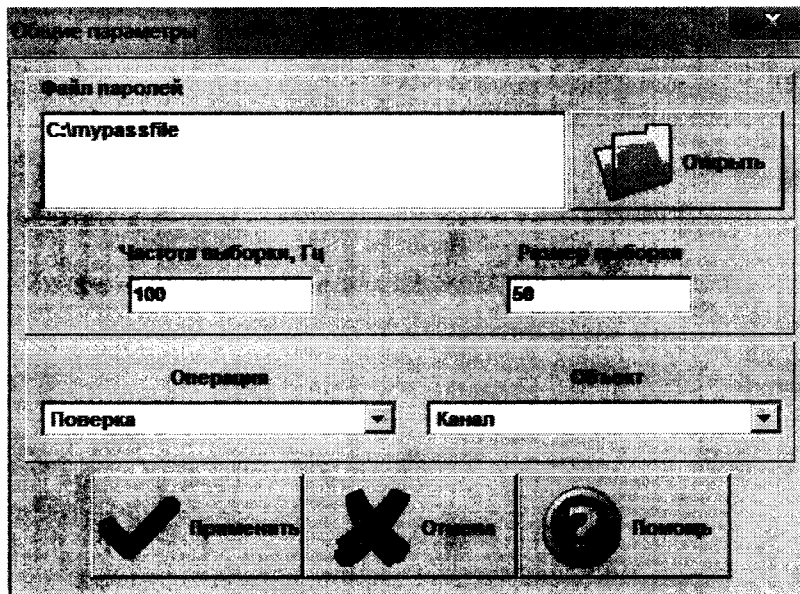 Общие параметры
Файл паролей
C:\mypassfile
Открыть
Частота выборки, Гц
Размер выборки
100
50
Операция
Объект
Поверка
Канал
Применить
Отмена
Помощь